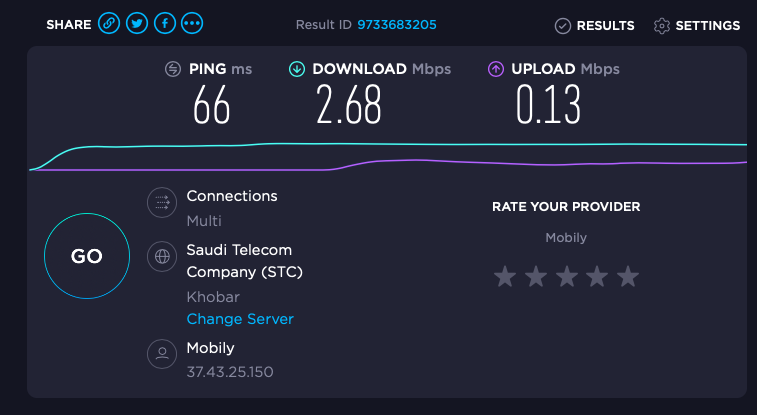 SHARE
Result ID 9733683205
RESULTS
SETTINGS
PING ms
DOWNLOAD Mbps
UPLOAD Mbps
66
2.68
0.13
Connections
Multi
GO
Saudi Telecom
Company (STC)
Khobar
Change Server
Mobily
37.43.25.150
RATE YOUR PROVIDER
Mobily